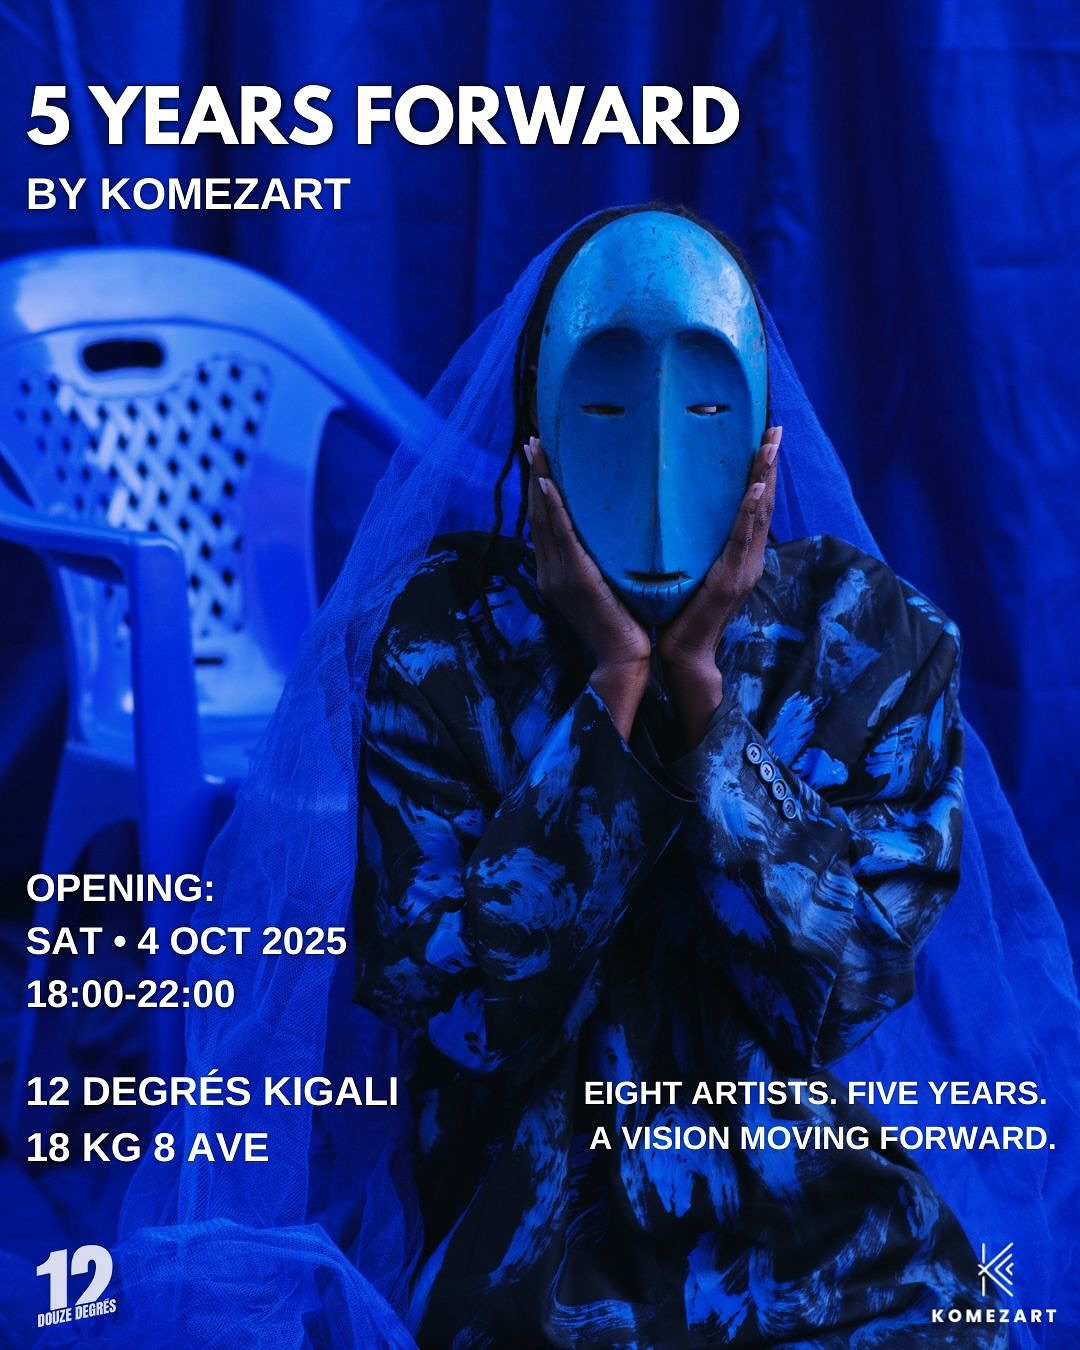 5 YEARS FORWARD
BY KOMEZART
OPENING:
SAT • 4 OCT 2025
18:00-22:00
12 DEGRÉS KIGALI
18 KG 8 AVE
EIGHT ARTISTS. FIVE YEARS.
A VISION MOVING FORWARD.
12
DOUZE DEGRÉS
KOMEZART